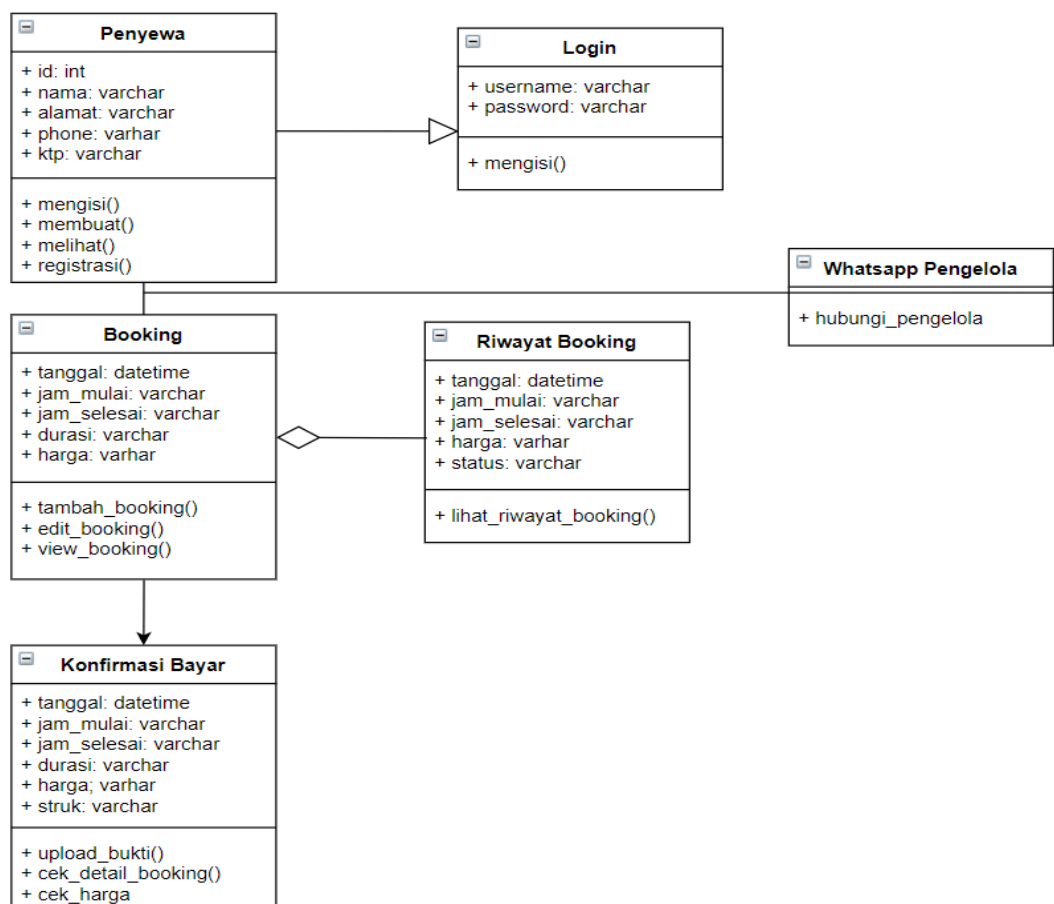 Penyewa
+ id: int
+ nama: varchar
+ alamat: varchar
+ phone: varhar
+ ktp: varchar
+ mengisi()
+ membuat()
+ melihat()
+ registrasi()
Login
+ username: varchar
+ password: varchar
+ mengisi()
Whatsapp Pengelola
+ hubungi_pengelola
Booking
+ tanggal: datetime
+ jam_mulai: varchar
+ jam_selesai: varchar
+ durasi: varchar
+ harga: varhar
+ tambah_booking()
+ edit_booking()
+ view_booking()
Riwayat Booking
+ tanggal: datetime
+ jam_mulai: varchar
+ jam_selesai: varchar
+ harga: varhar
+ status: varchar
+ lihat_riwayat_booking()
Konfirmasi Bayar
+ tanggal: datetime
+ jam_mulai: varchar
+ jam_selesai: varchar
+ durasi: varchar
+ harga; varhar
+ struk: varchar
+ upload_bukti()
+ cek_detail_booking()
+ cek_harga